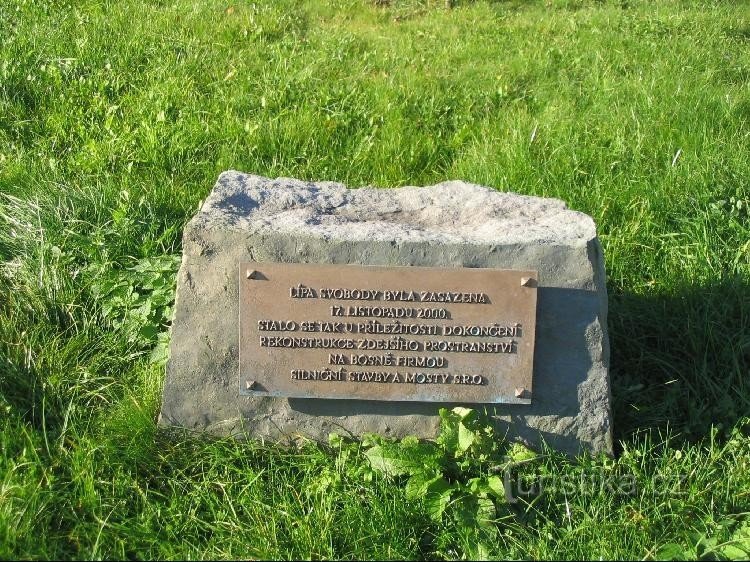 LÍPA SVOBODY BYLA ZASAZENA
17. LISTOPADU 2000.
STALO SE JAK U PŘÍLEŽITOSTI DOKONČENÍ
REKONSTRUKCE ZDEJŠÍHO PROSTRANSTVÍ
NA BOSNĚ FIRMOU
SILNIČNÍ STAVBY A MOSTY S.R.O.
Turistika.cz